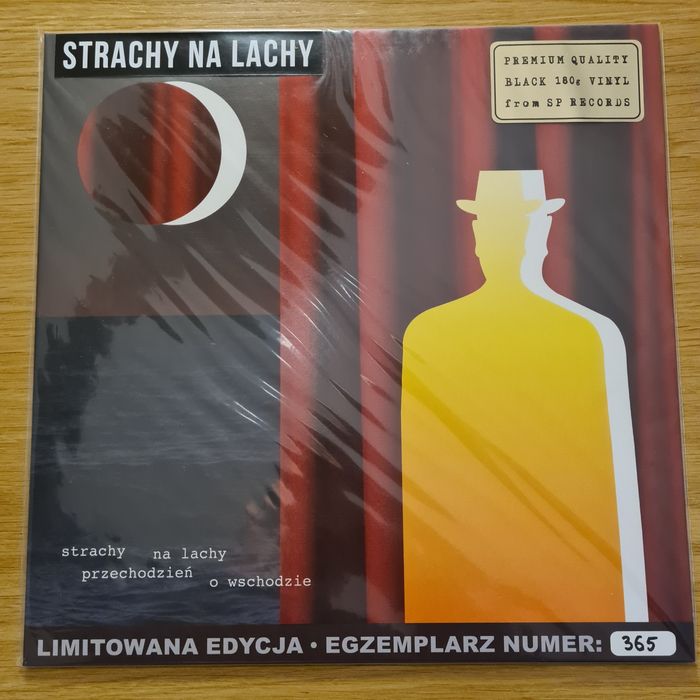 STRACHY NA LACHY
PREMIUM QUALITY
BLACK 180g VINYL
from SP RECORDS
strachy na lachy
przechodzień o wschodzie
LIMITOWANA EDYCJA • EGZEMPLARZ NUMER: 365